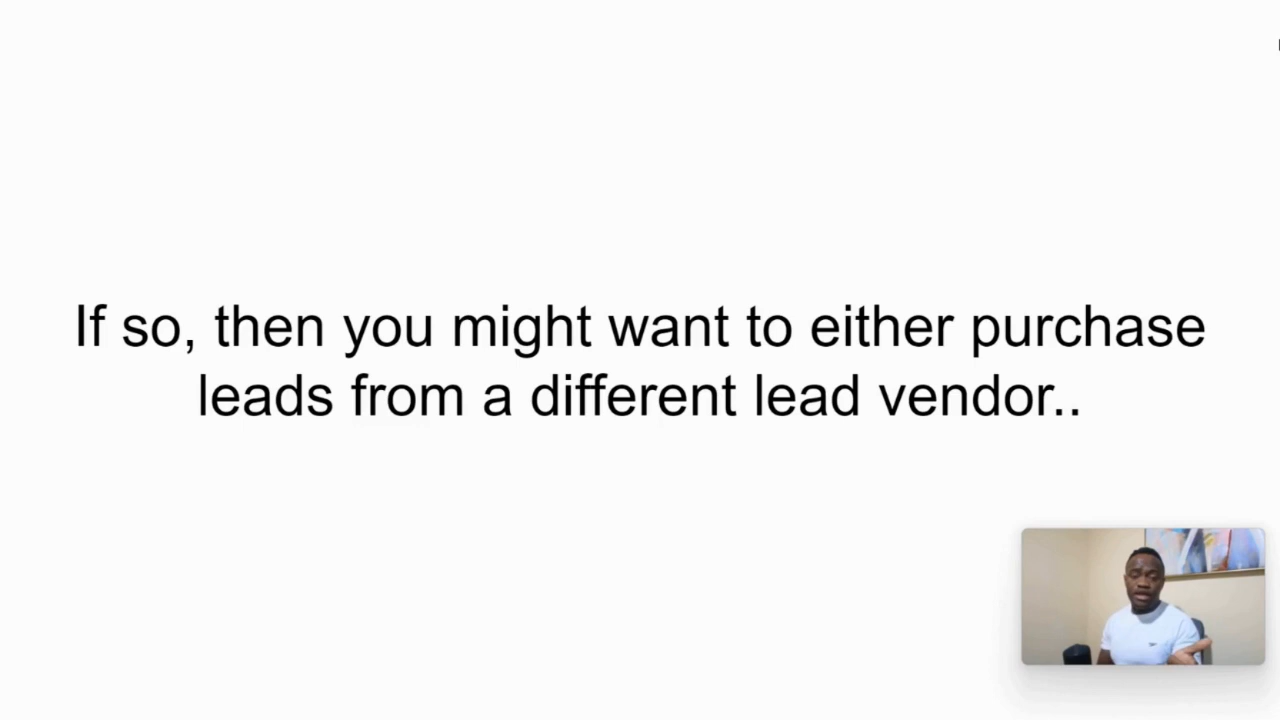 If so, then you might want to either purchase
leads from a different lead vendor..